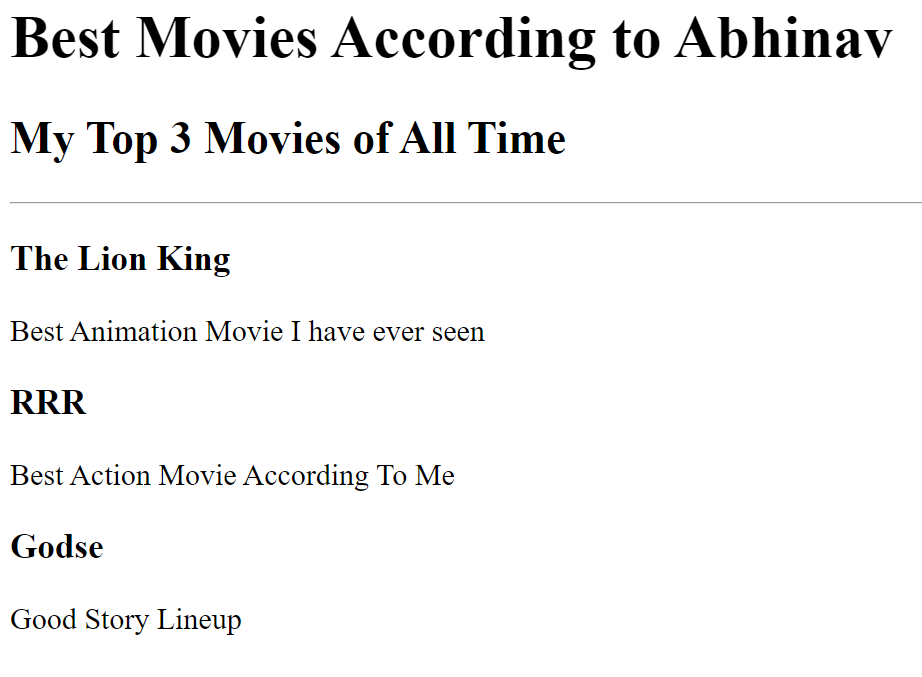 Best Movies According to Abhinav
My Top 3 Movies of All Time
The Lion King
Best Animation Movie I have ever seen
RRR
Best Action Movie According To Me
Godse
Good Story Lineup